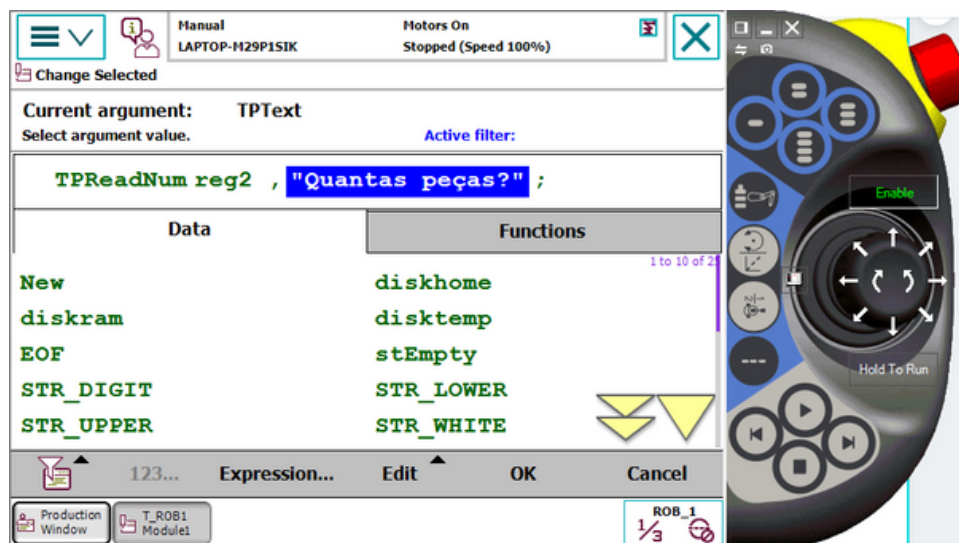 Manual
LAPTOP-M29P1SIK
Motors On
Stopped (Speed 100%)
Change Selected
Current argument: TPText
Select argument value.
Active filter:
TPReadNum reg2 , "Quantas peças?" ;
Data
Functions
1 to 10 of 25
New
diskhome
diskram
disktemp
EOF
stEmpty
STR_DIGIT
STR_LOWER
STR_UPPER
STR_WHITE
123...
Expression...
Edit
OK
Cancel
Production
Window
T_ROB1
Module1
ROB_1
1/3
Enable
Hold To Run